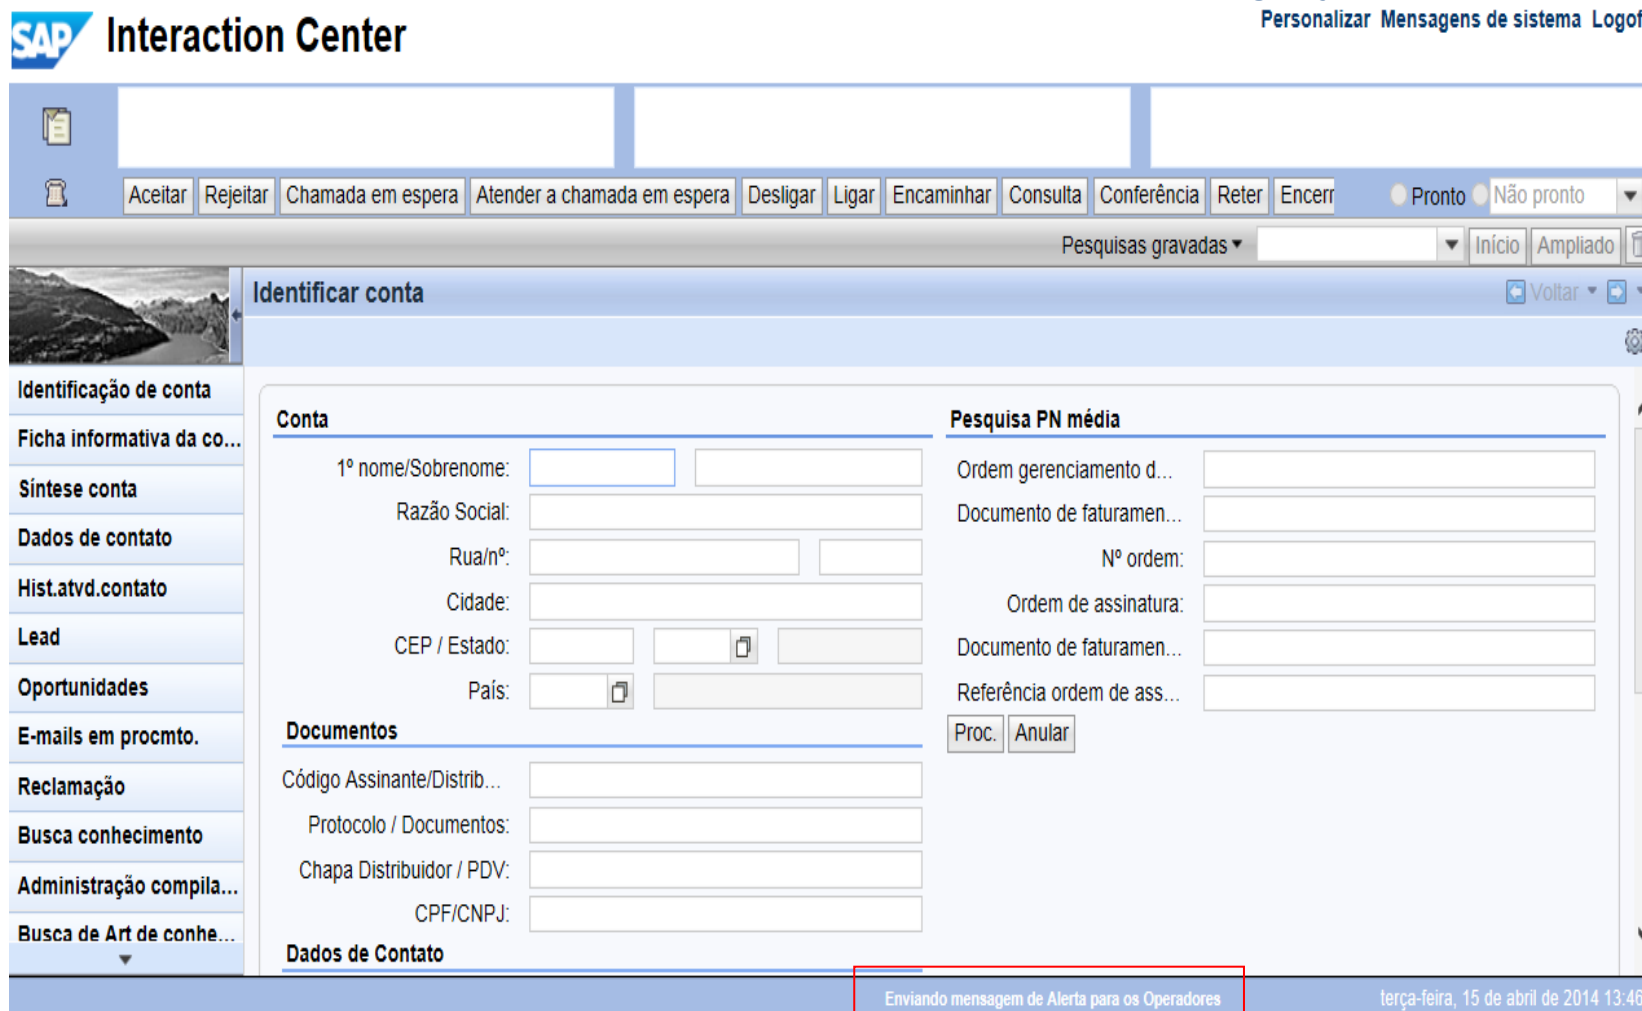 Personalizar Mensagens de sistema Logof
SAP Interaction Center
Aceitar Rejeitar Chamada em espera Atender a chamada em espera Desligar Ligar Encaminhar Consulta Conferência Reter Encerr Pronto Não pronto
Pesquisas gravadas Início Ampliado
Identificar conta Voltar
Identificação de conta
Ficha informativa da co...
Síntese conta
Dados de contato
Hist.atvd.contato
Lead
Oportunidades
E-mails em procmto.
Reclamação
Busca conhecimento
Administração compila...
Busca de Art de conhe...
Conta
1º nome/Sobrenome:
Razão Social:
Rua/nº:
Cidade:
CEP / Estado:
País:
Documentos
Código Assinante/Distrib...
Protocolo / Documentos:
Chapa Distribuidor / PDV:
CPF/CNPJ:
Dados de Contato
Pesquisa PN média
Ordem gerenciamento d...
Documento de faturamen...
Nº ordem:
Ordem de assinatura:
Documento de faturamen...
Referência ordem de ass...
Proc. Anular
Enviando mensagem de Alerta para os Operadores
terça-feira, 15 de abril de 2014 13:46